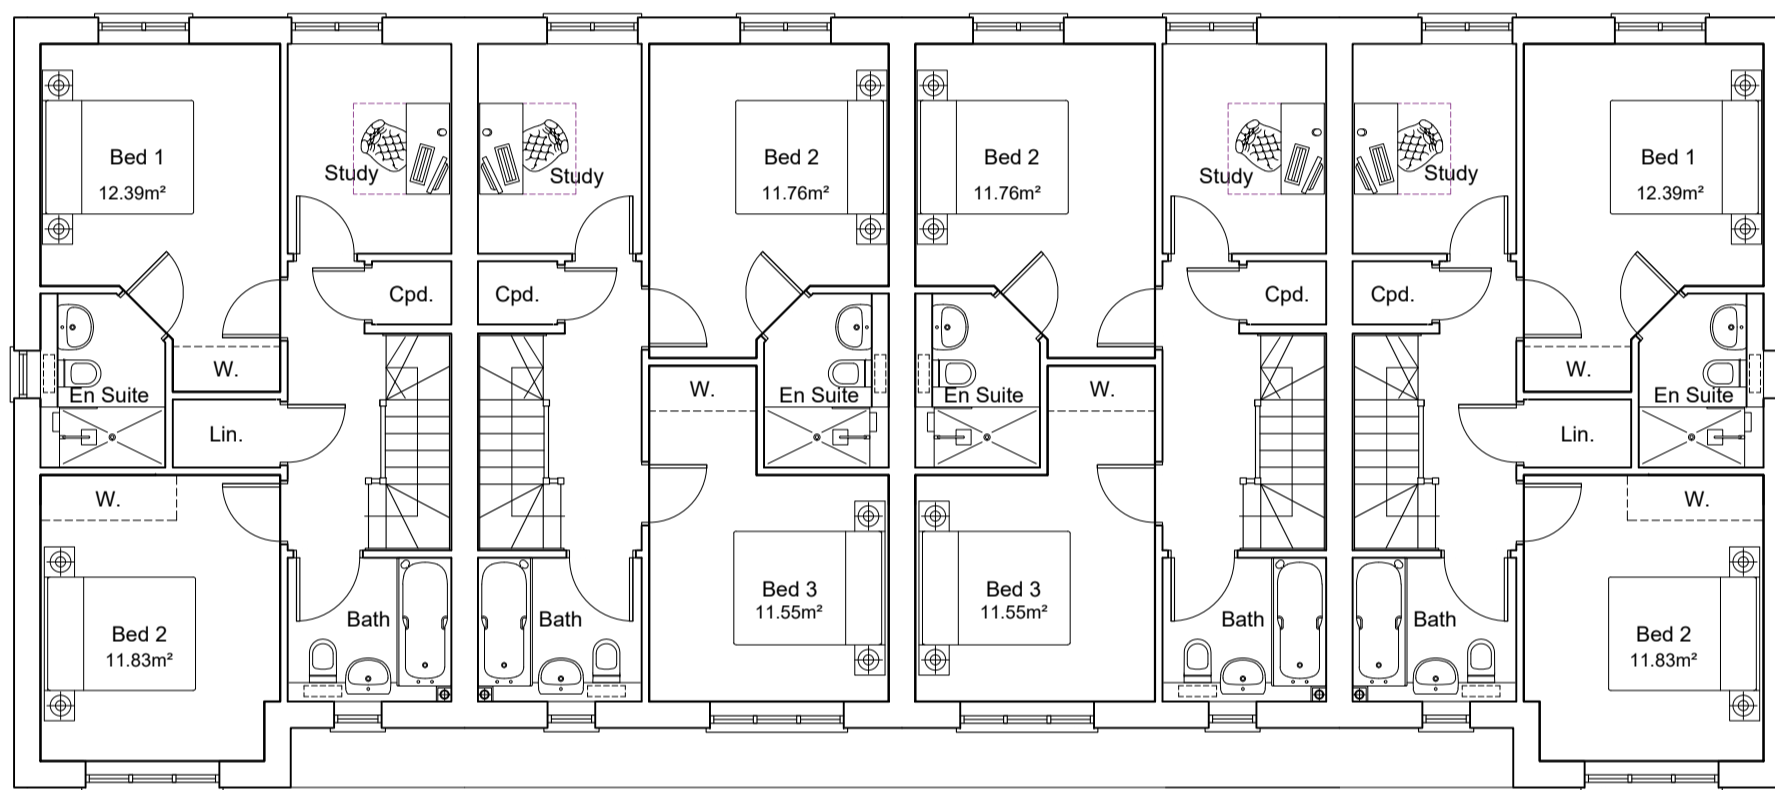 Bed 1
12.39m²
Study
Study
Bed 2
11.76m²
Bed 2
11.76m²
Study
Study
Bed 1
12.39m²
Cpd.
Cpd.
Cpd.
Cpd.
W.
W.
W.
W.
En Suite
En Suite
En Suite
En Suite
Lin.
Lin.
W.
W.
Bed 2
11.83m²
Bath
Bath
Bed 3
11.55m²
Bed 3
11.55m²
Bath
Bath
Bed 2
11.83m²